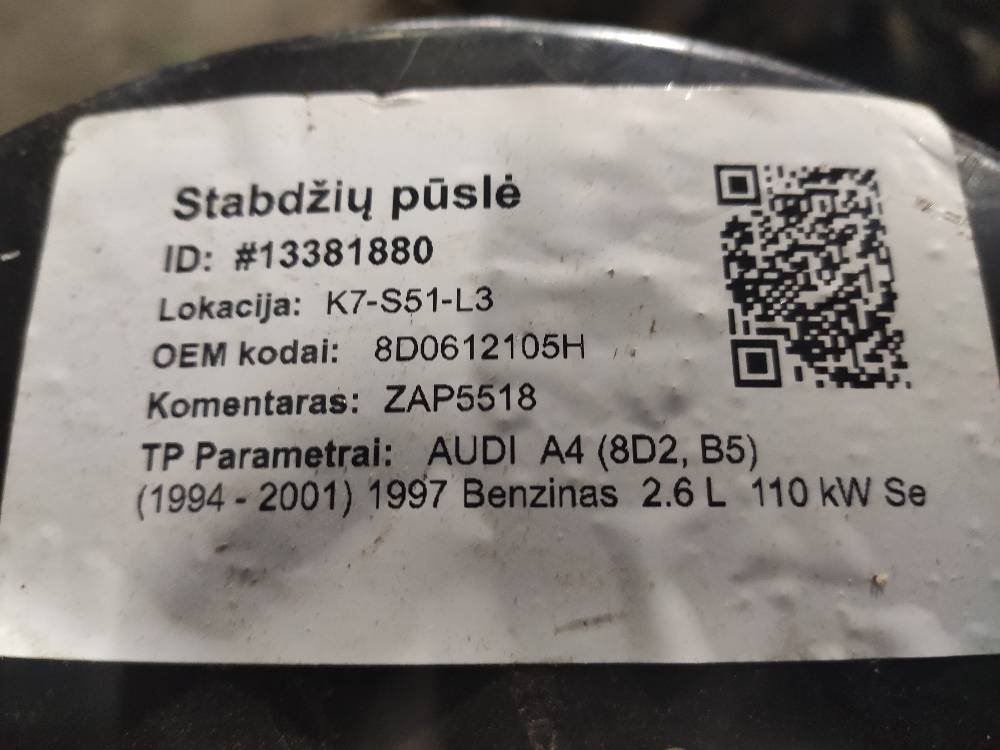 Stabdžių pūslė
ID: #13381880
Lokacija: K7-S51-L3
OEM kodai: 8D0612105H
Komentaras: ZAP5518
TP Parametrai: AUDI A4 (8D2, B5)
(1994 - 2001) 1997 Benzinas 2.6 L 110 kW Se